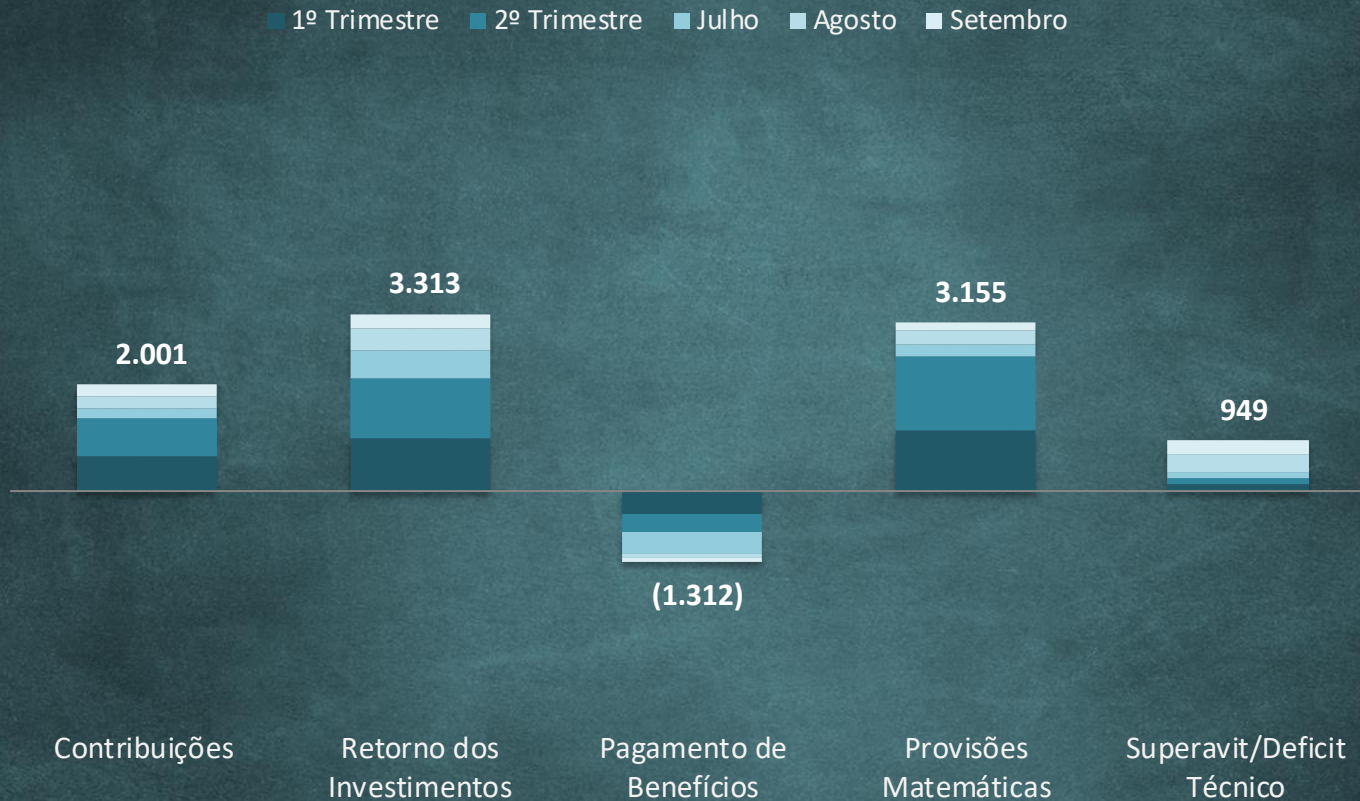 1º Trimestre 2º Trimestre Julho Agosto Setembro
3.313
3.155
2.001
949
(1.312)
Contribuições
Retorno dos
Investimentos
Pagamento de
Benefícios
Provisões
Matemáticas
Superavit/Deficit
Técnico